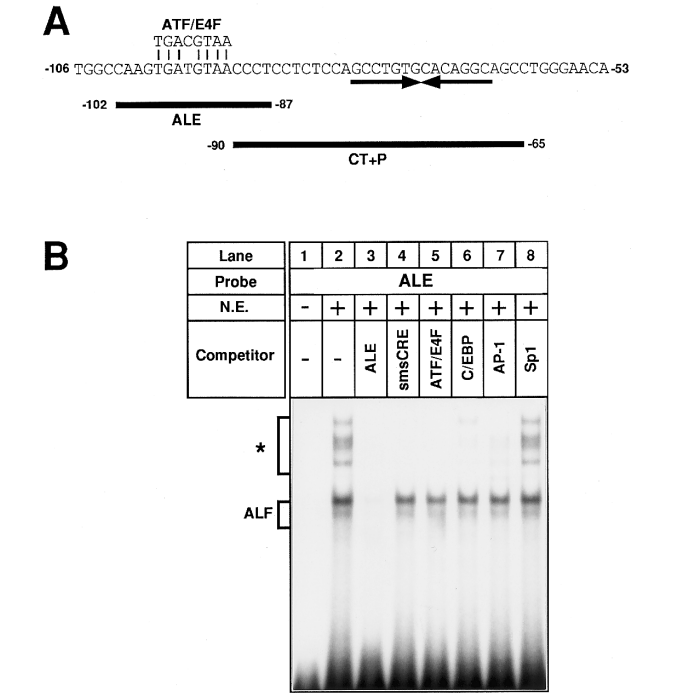 A
ATF/E4F
TGACGTAA
-106 TGGCCAAGTGATGTAACCCTCCTCTCCAGCCTGTGCACAGGCAGCCTGGGAACA-53
-102 -87
ALE
-90 -65
CT+P
B
Lane 1 2 3 4 5 6 7 8
Probe ALE
N.E. - + + + + + + +
Competitor - - ALE smsCRE ATF/E4F C/EBP AP-1 Sp1
*
ALF